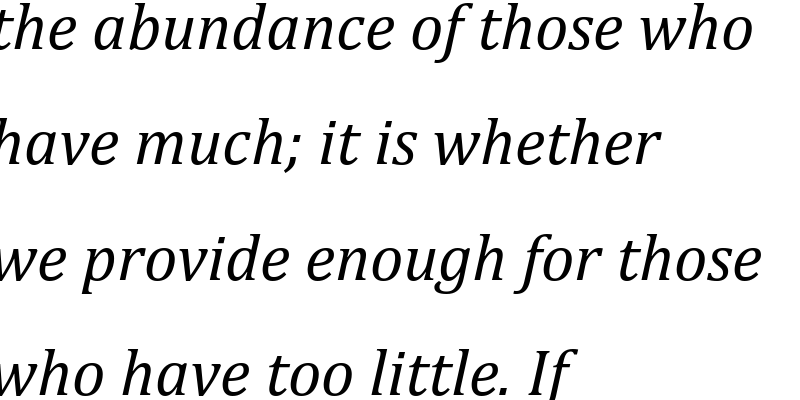 the abundance of those who
have much; it is whether
we provide enough for those
who have too little. If